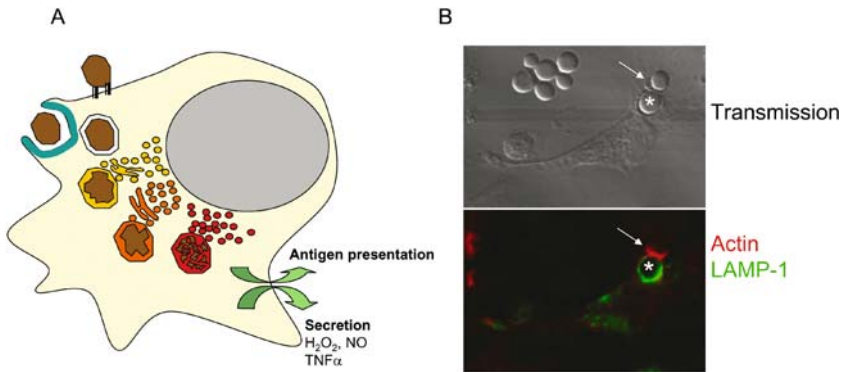 A
B
Antigen presentation
Secretion
H₂O₂, NO
TNFα
*
Transmission
*
Actin
LAMP-1